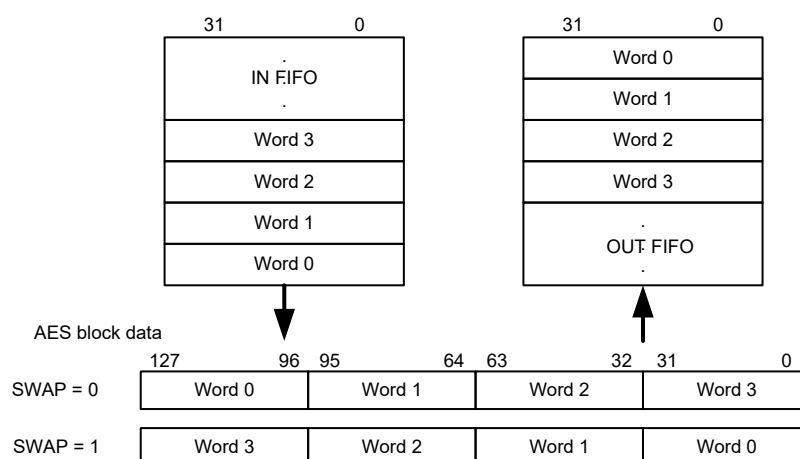 31 0 31 0
IN FIFO
Word 3
Word 2
Word 1
Word 0
Word 0
Word 1
Word 2
Word 3
OUT FIFO
AES block data
127 96 95 64 63 32 31 0
SWAP = 0 Word 0 Word 1 Word 2 Word 3
SWAP = 1 Word 3 Word 2 Word 1 Word 0